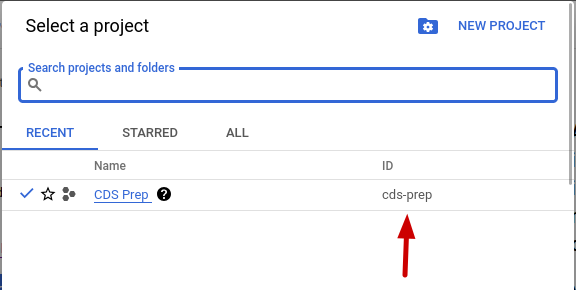 Select a project
NEW PROJECT
Search projects and folders
RECENT STARRED ALL
Name ID
CDS Prep ? cds-prep